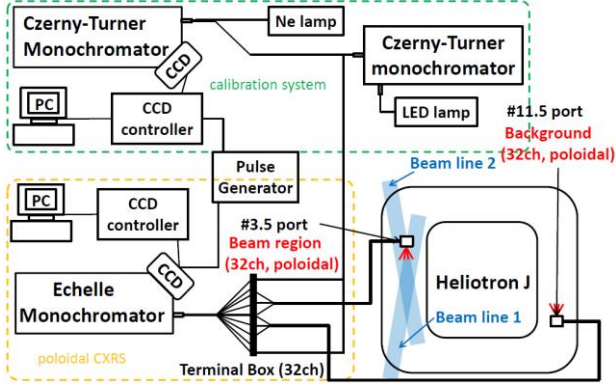 Czerny-Turner
Monochromator
Ne lamp
CCD
calibration system
PC
CCD
controller
Czerny-Turner
monochromator
LED lamp
#11.5 port
Background
(32ch, poloidal)
Pulse
Generator
Beam line 2
PC
CCD
controller
#3.5 port
Beam region
(32ch, poloidal)
CCD
Echelle
Monochromator
Heliotron J
Beam line 1
poloidal CXRS
Terminal Box (32ch)